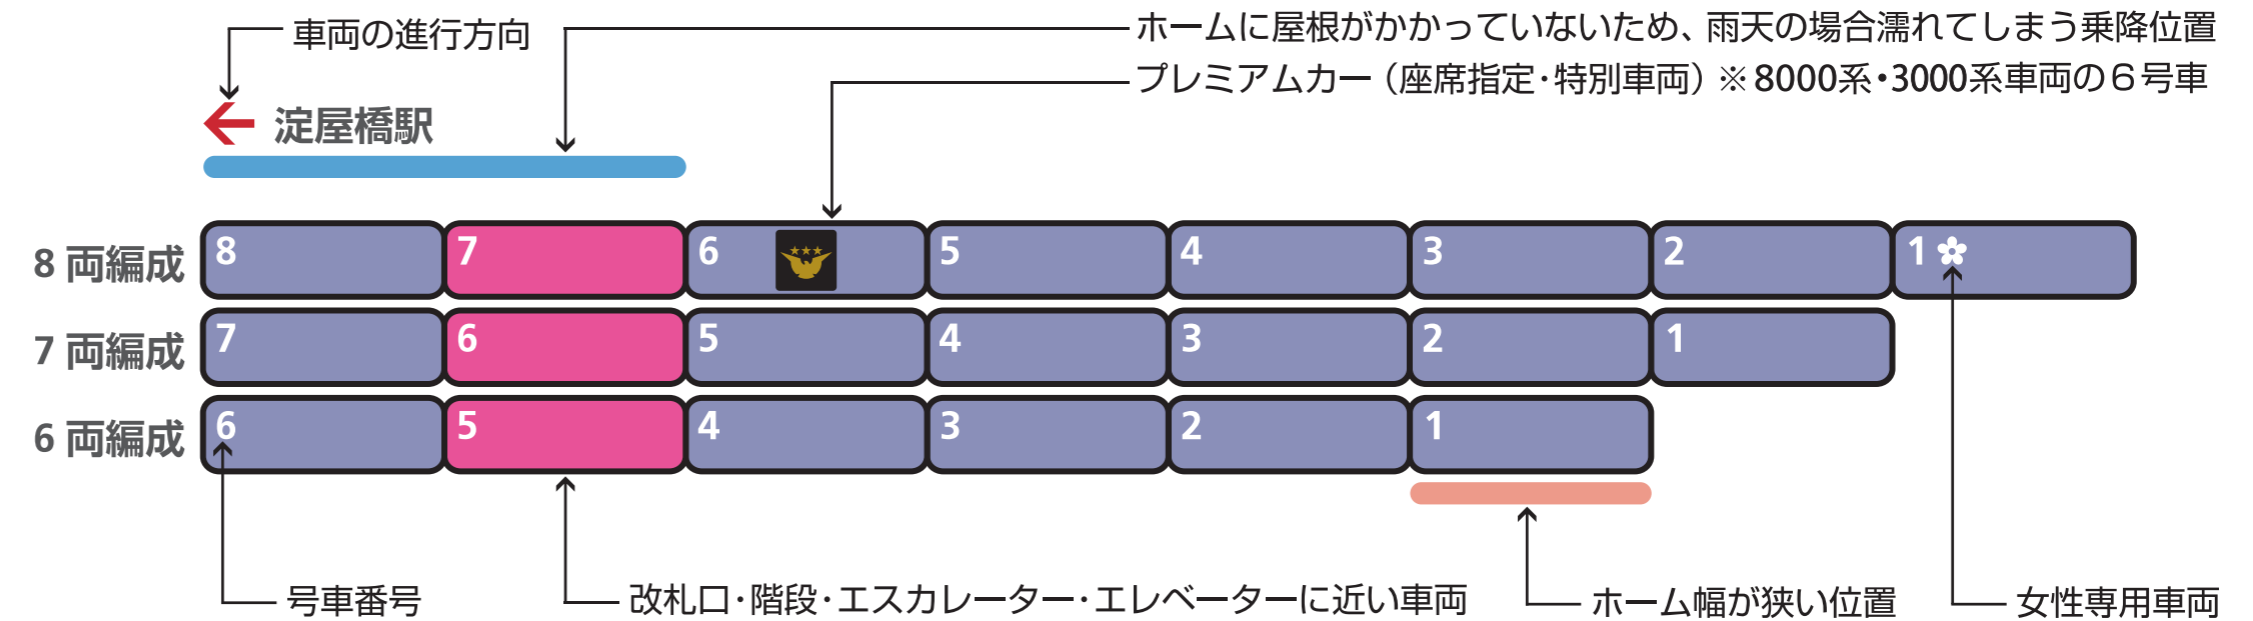 車両の進行方向
ホームに屋根がかかっていないため、雨天の場合濡れてしまう乗降位置
プレミアムカー（座席指定・特別車両）※8000系・3000系車両の６号車
淀屋橋駅
8 両編成 8 7 6 5 4 3 2 1
7 両編成 7 6 5 4 3 2 1
6 両編成 6 5 4 3 2 1
号車番号
改札口・階段・エスカレーター・エレベーターに近い車両
ホーム幅が狭い位置
女性専用車両